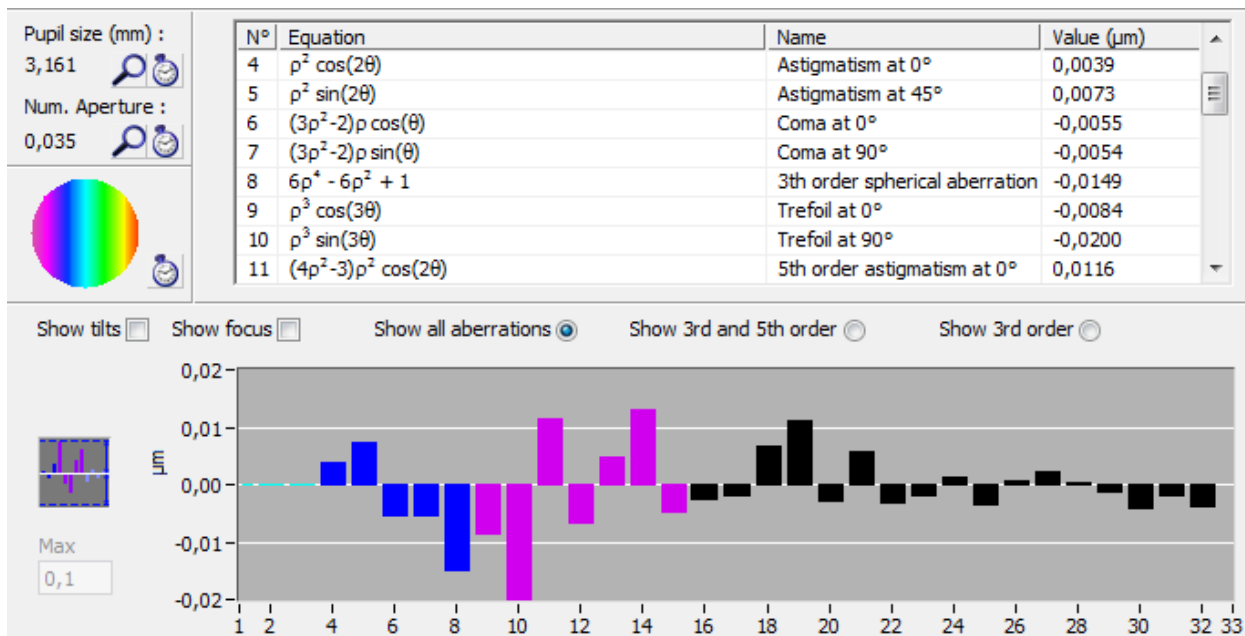 Pupil size (mm) :
3,161
Num. Aperture :
0,035
N° Equation Name Value (µm)
4 ρ² cos(2θ) Astigmatism at 0° 0,0039
5 ρ² sin(2θ) Astigmatism at 45° 0,0073
6 (3ρ²-2)ρ cos(θ) Coma at 0° -0,0055
7 (3ρ²-2)ρ sin(θ) Coma at 90° -0,0054
8 6ρ⁴ - 6ρ² + 1 3th order spherical aberration -0,0149
9 ρ³ cos(3θ) Trefoil at 0° -0,0084
10 ρ³ sin(3θ) Trefoil at 90° -0,0200
11 (4ρ²-3)ρ² cos(2θ) 5th order astigmatism at 0° 0,0116
Show tilts Show focus Show all aberrations Show 3rd and 5th order Show 3rd order
0,02
0,01
µm
0,00
-0,01
-0,02
Max
0,1
1 2 4 6 8 10 12 14 16 18 20 22 24 26 28 30 32 33